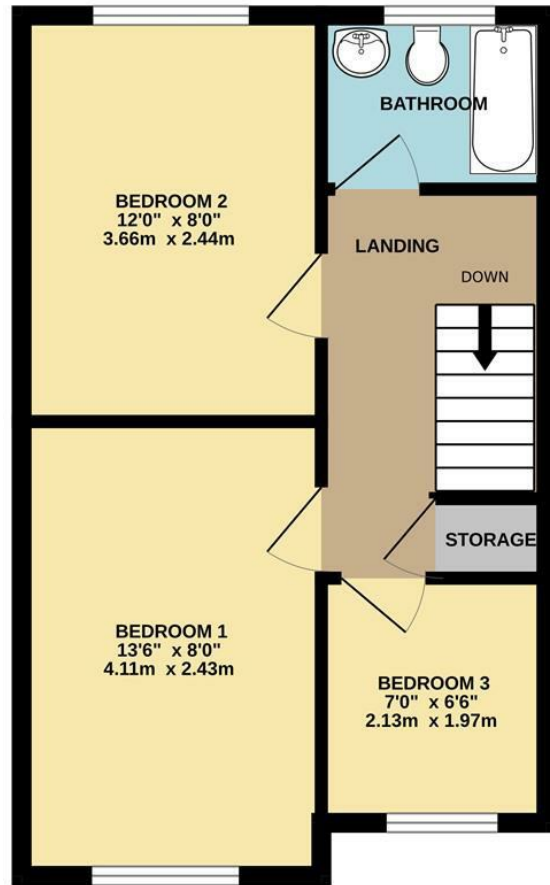 BATHROOM
BEDROOM 2
12'0" x 8'0"
3.66m x 2.44m
LANDING
DOWN
STORAGE
BEDROOM 1
13'6" x 8'0"
4.11m x 2.43m
BEDROOM 3
7'0" x 6'6"
2.13m x 1.97m